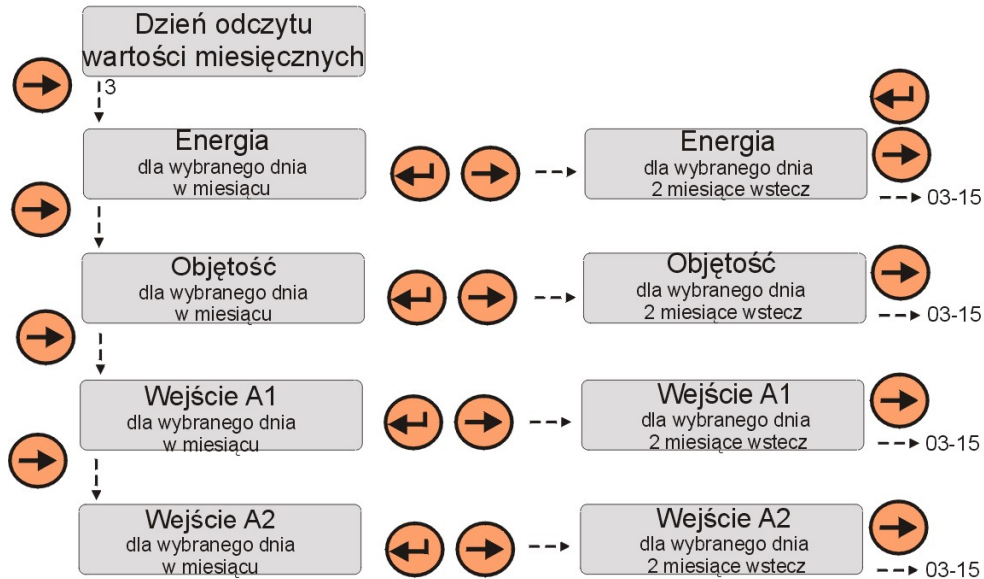 Dzień odczytu
wartości miesięcznych
3
Energia
dla wybranego dnia
w miesiącu
Energia
dla wybranego dnia
2 miesiące wstecz
03-15
Objętość
dla wybranego dnia
w miesiącu
Objętość
dla wybranego dnia
2 miesiące wstecz
03-15
Wejście A1
dla wybranego dnia
w miesiącu
Wejście A1
dla wybranego dnia
2 miesiące wstecz
03-15
Wejście A2
dla wybranego dnia
w miesiącu
Wejście A2
dla wybranego dnia
2 miesiące wstecz
03-15